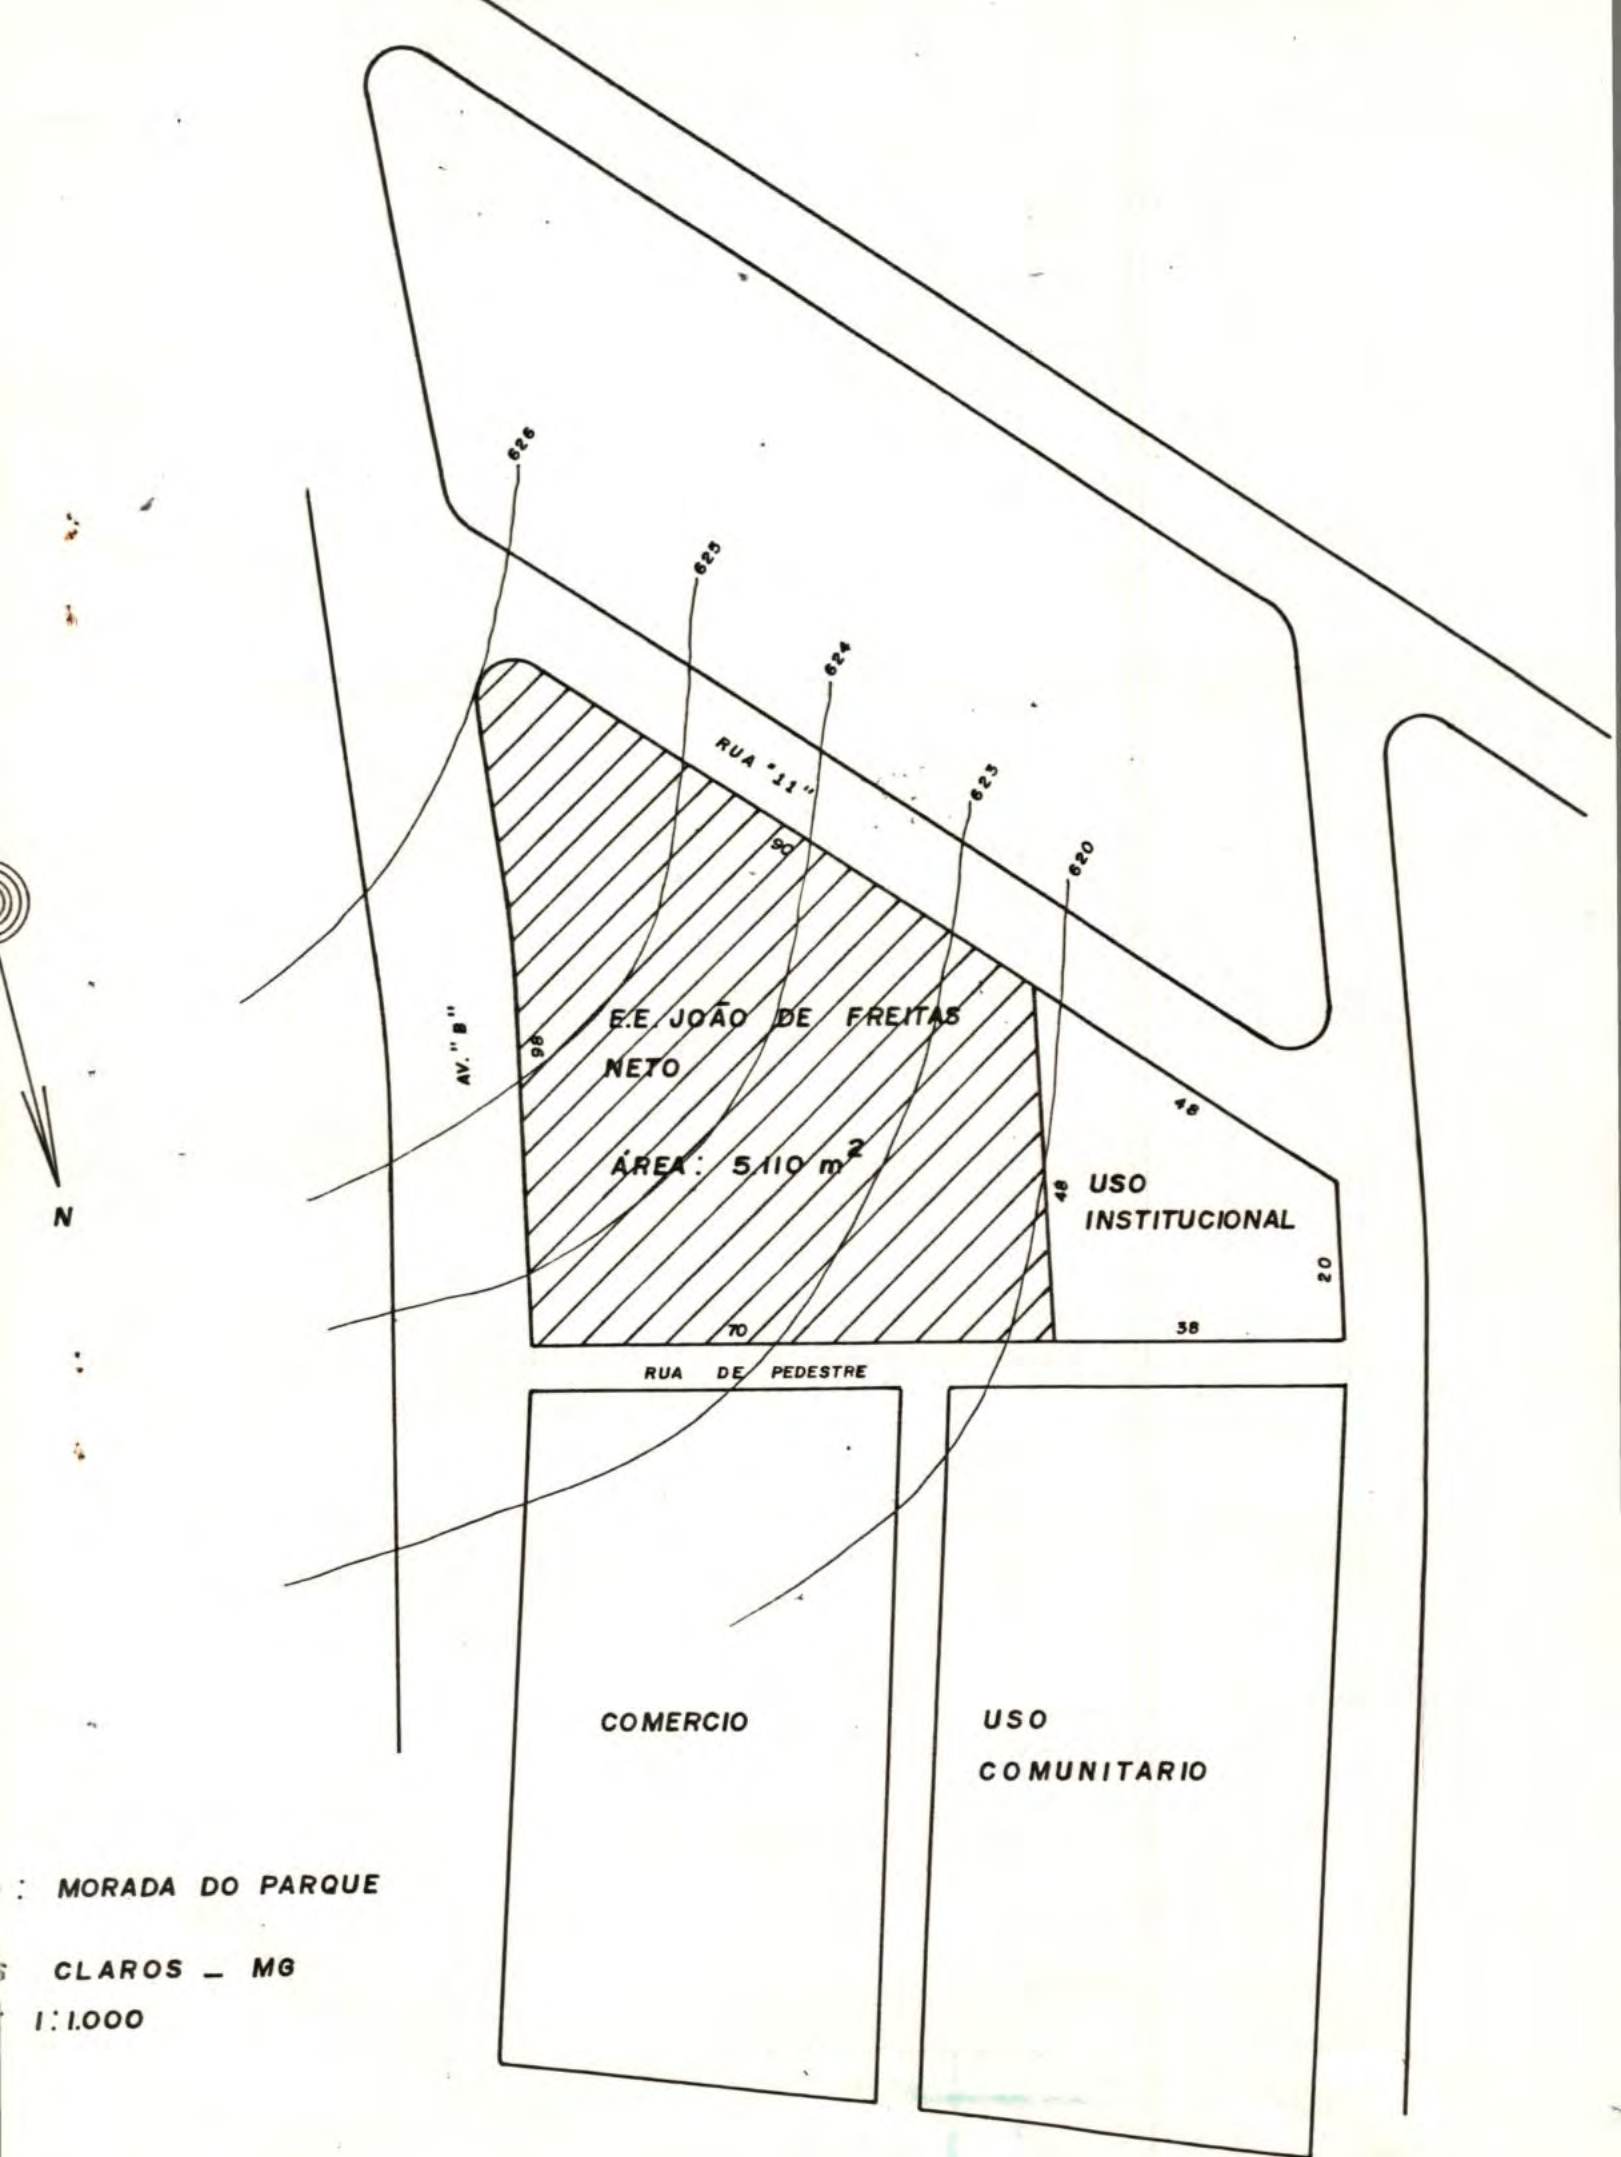 626
625
624
623
620
RUA "11"
90
E.E. JOÃO DE FREITAS
NETO
ÁREA: 5.110 m²
AV. "B"
98
48
48
USO
INSTITUCIONAL
20
38
70
N
RUA DE PEDESTRE
COMERCIO
USO
COMUNITARIO
: MORADA DO PARQUE
CLAROS _ MG
1:1.000